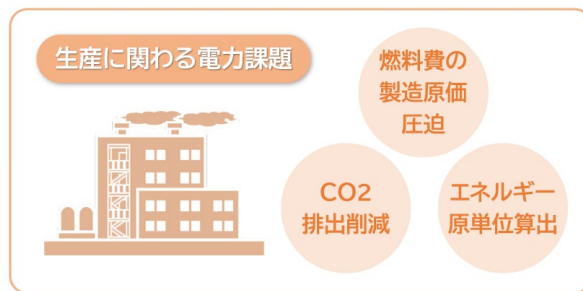 生産に関わる電力課題
燃料費の
製造原価
圧迫
CO2
排出削減
エネルギー
原単位算出